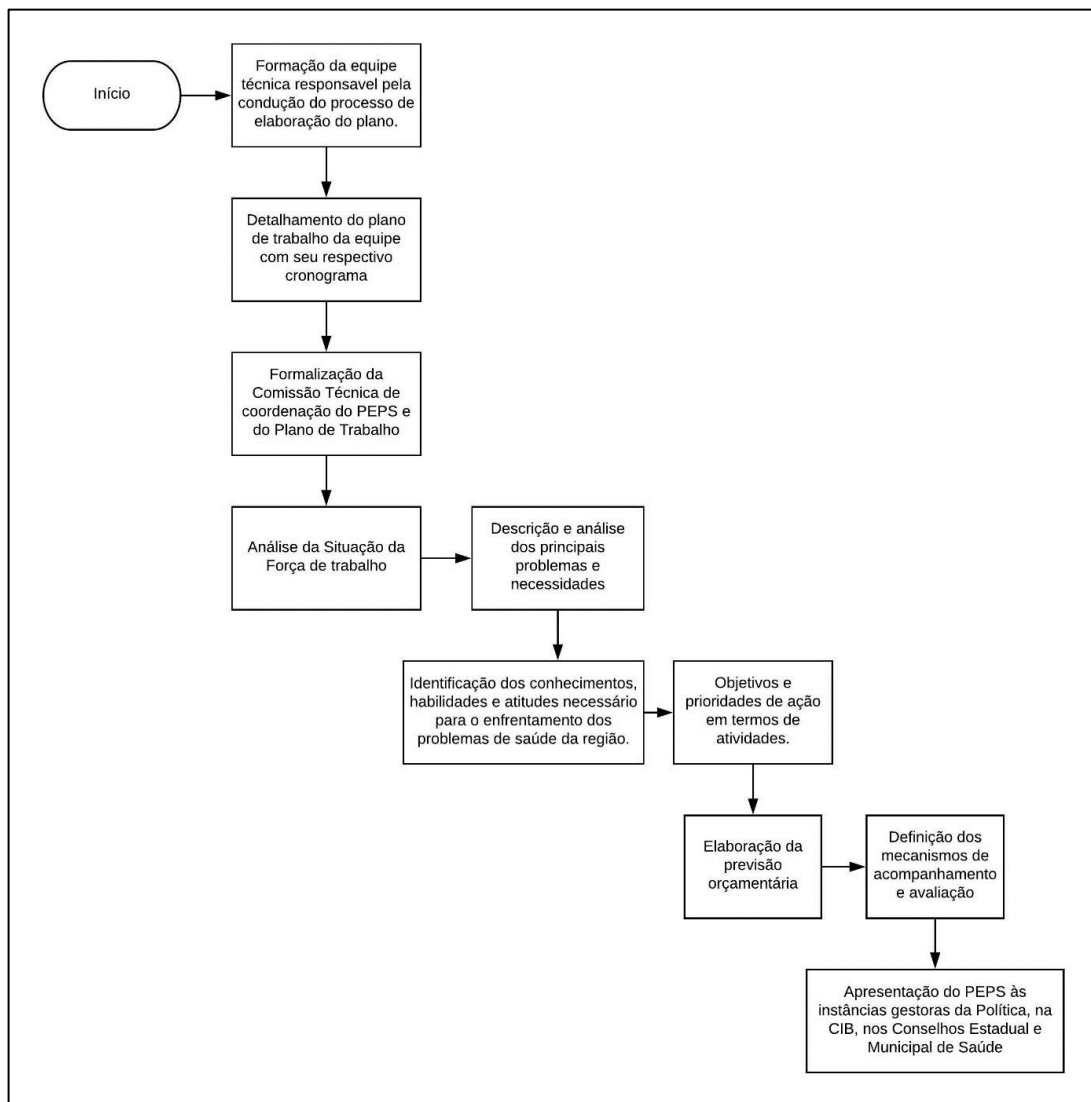 Início
Formação da equipe
técnica responsavel pela
condução do processo de
elaboração do plano.
Detalhamento do plano
de trabalho da equipe
com seu respectivo
cronograma
Formalização da
Comissão Técnica de
coordenação do PEPS e
do Plano de Trabalho
Análise da Situação da
Força de trabalho
Descrição e análise
dos principais
problemas e
necessidades
Identificação dos conhecimentos,
habilidades e atitudes necessário
para o enfrentamento dos
problemas de saúde da região.
Objetivos e
prioridades de ação
em termos de
atividades.
Elaboração da
previsão
orçamentária
Definição dos
mecanismos de
acompanhamento
e avaliação
Apresentação do PEPS às
instâncias gestoras da Política, na
CIB, nos Conselhos Estadual e
Municipal de Saúde